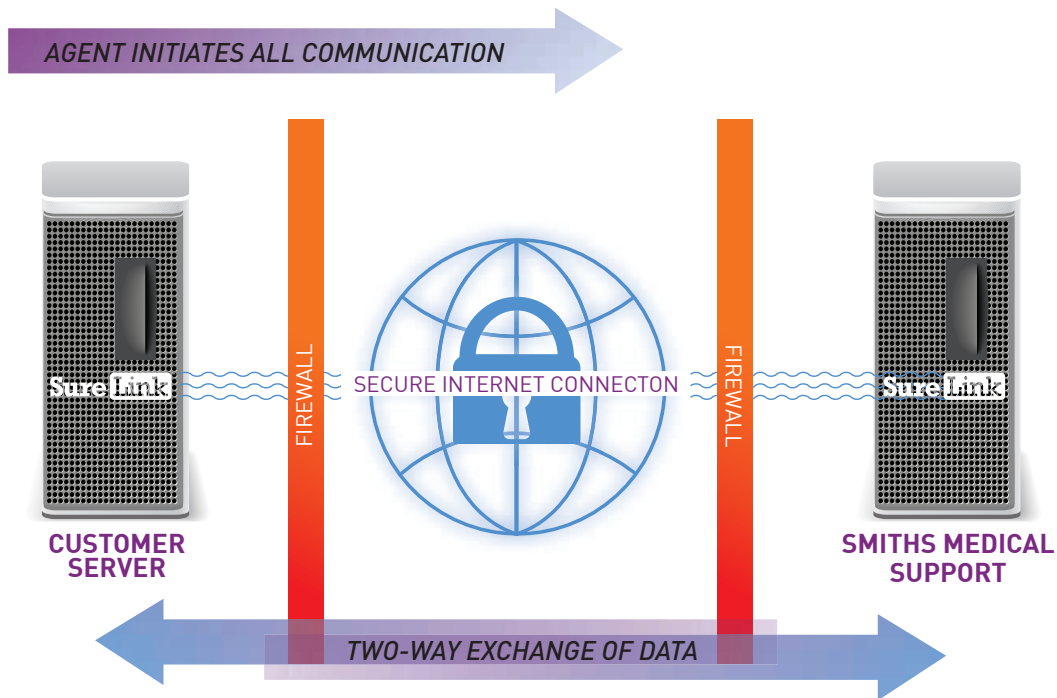 AGENT INITIATES ALL COMMUNICATION
FIREWALL
FIREWALL
SureLink
SECURE INTERNET CONNECTON
SureLink
CUSTOMER
SERVER
SMITHS MEDICAL
SUPPORT
TWO-WAY EXCHANGE OF DATA